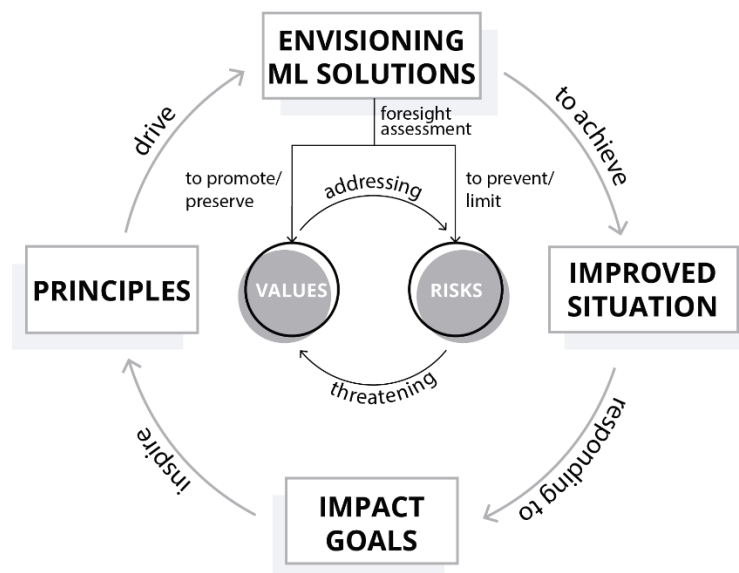 ENVISIONING
ML SOLUTIONS
foresight
assessment
drive
to achieve
to promote/
preserve
addressing
to prevent/
limit
PRINCIPLES
VALUES
RISKS
IMPROVED
SITUATION
threatening
inspire
responding to
IMPACT
GOALS